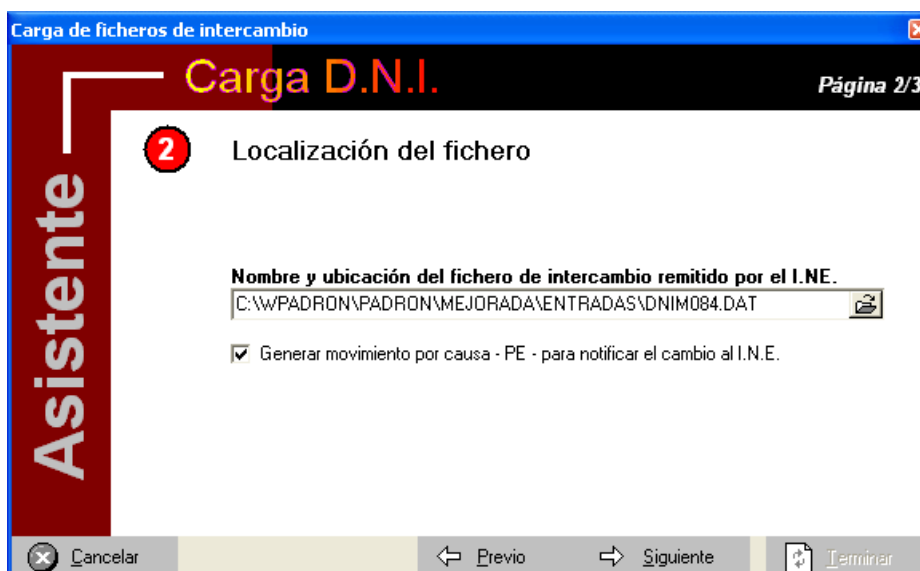 Carga de ficheros de intercambio
Carga D.N.I.
Página 2/3
Asistente
2
Localización del fichero
Nombre y ubicación del fichero de intercambio remitido por el I.NE.
C:\WPADRON\PADRON\MEJORADA\ENTRADAS\DNIM084.DAT
Generar movimiento por causa - PE - para notificar el cambio al I.N.E.
Cancelar
Previo
Siguiente
Terminar